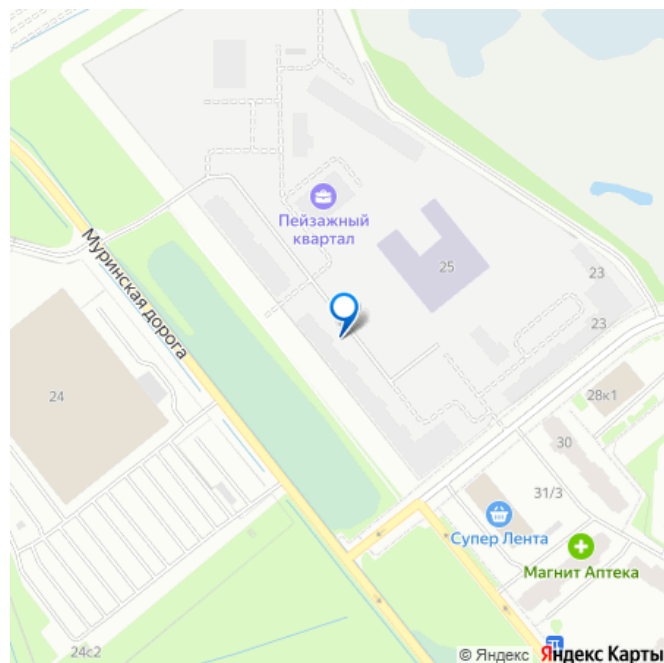 Пейзажный
квартал
25
23
Муринская дорога
23
24
28к1
30
31/3
Супер Лента
Магнит Аптека
24с2
© Яндекс Яндекс Карты